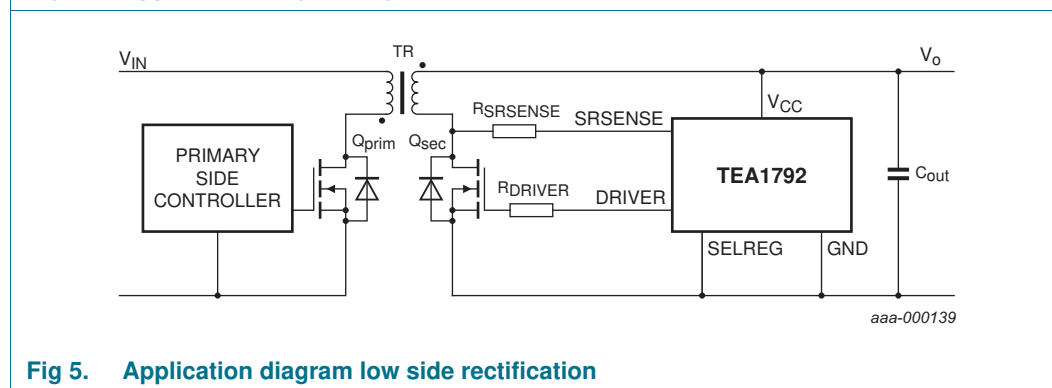 TR
V_IN
V_o
V_CC
R_SRSENSE
SRSENSE
Q_prim
Q_sec
PRIMARY
SIDE
CONTROLLER
TEA1792
C_out
R_DRIVER
DRIVER
SELREG
GND
aaa-000139
Fig 5. Application diagram low side rectification